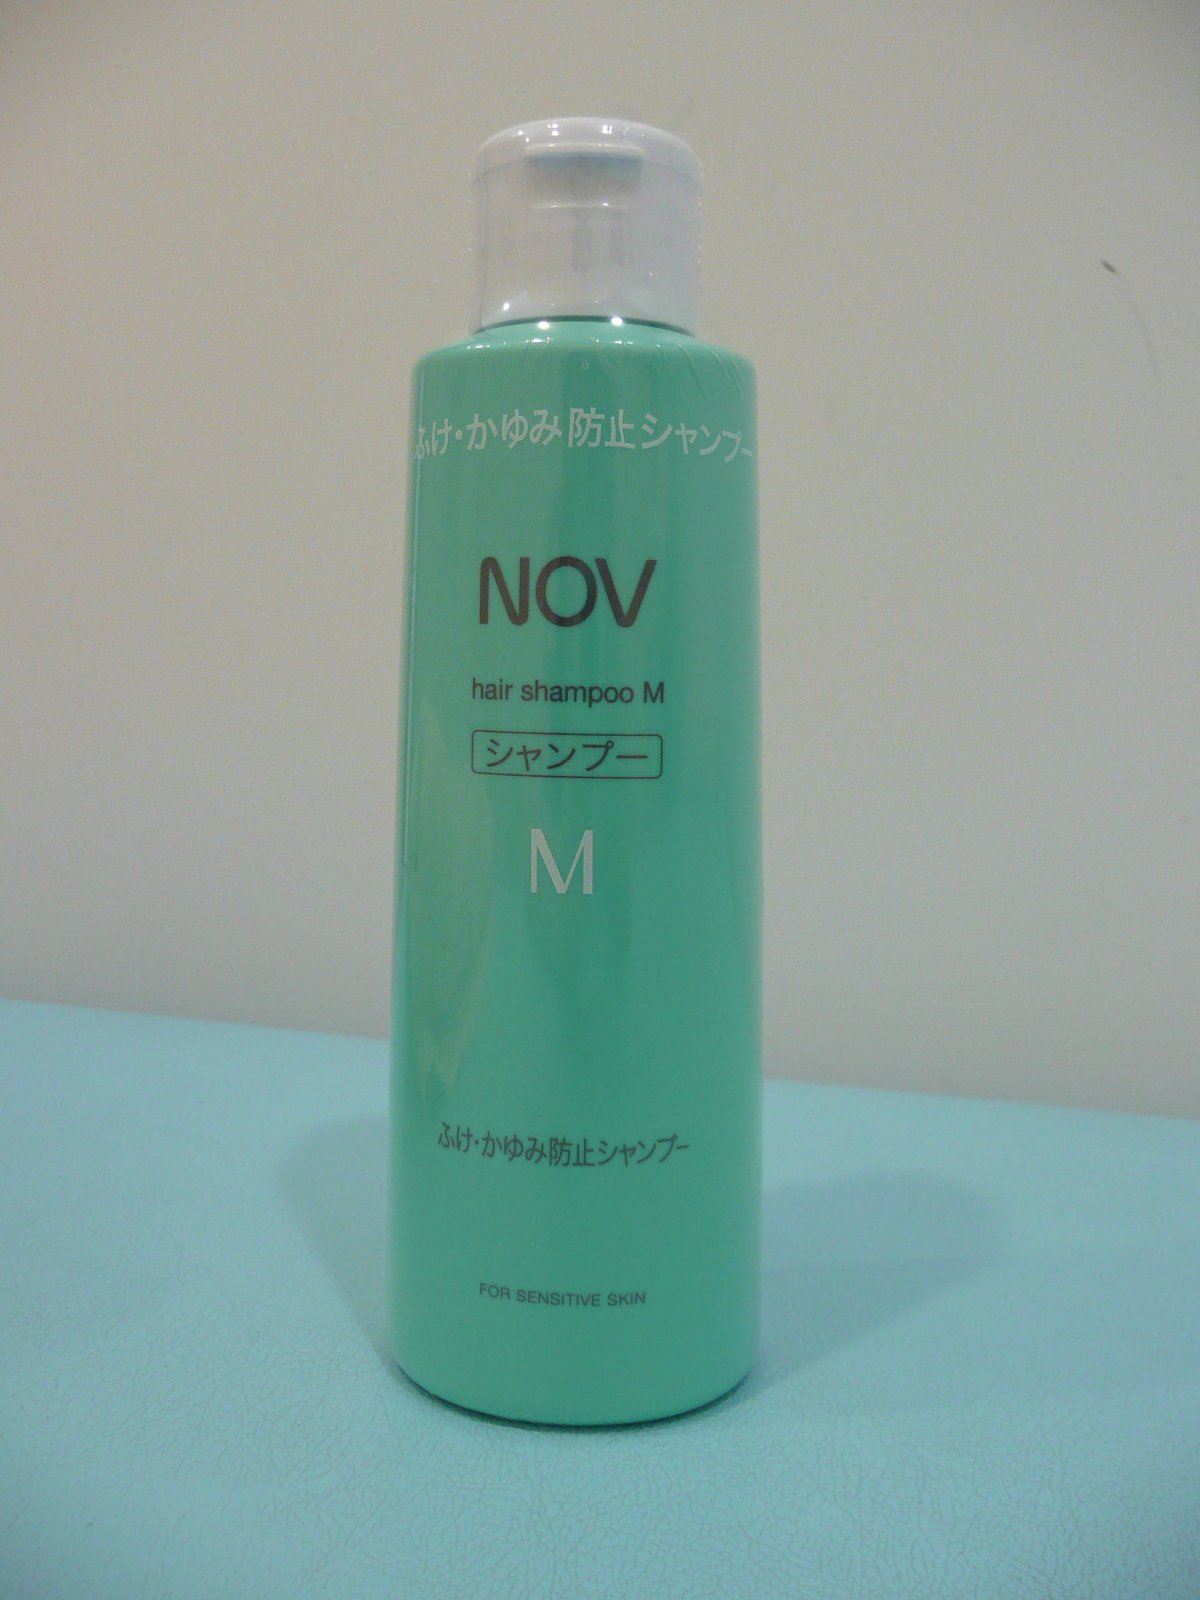 ふけ・かゆみ防止シャンプー
NOV
hair shampoo M
シャンプー
M
ふけ・かゆみ防止シャンプー
FOR SENSITIVE SKIN